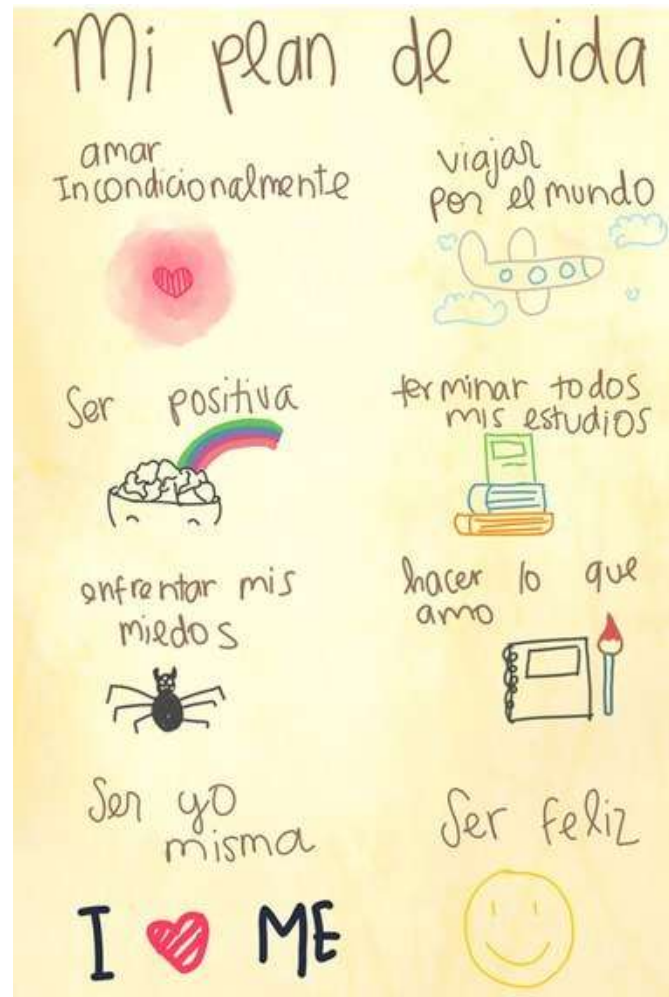 Mi plan de vida
amar
Incondicionalmente
viajar
por el mundo
Ser positiva
terminar todos
mis estudios
enfrentar mis
miedos
hacer lo que
amo
Ser yo
misma
I ME
Ser feliz